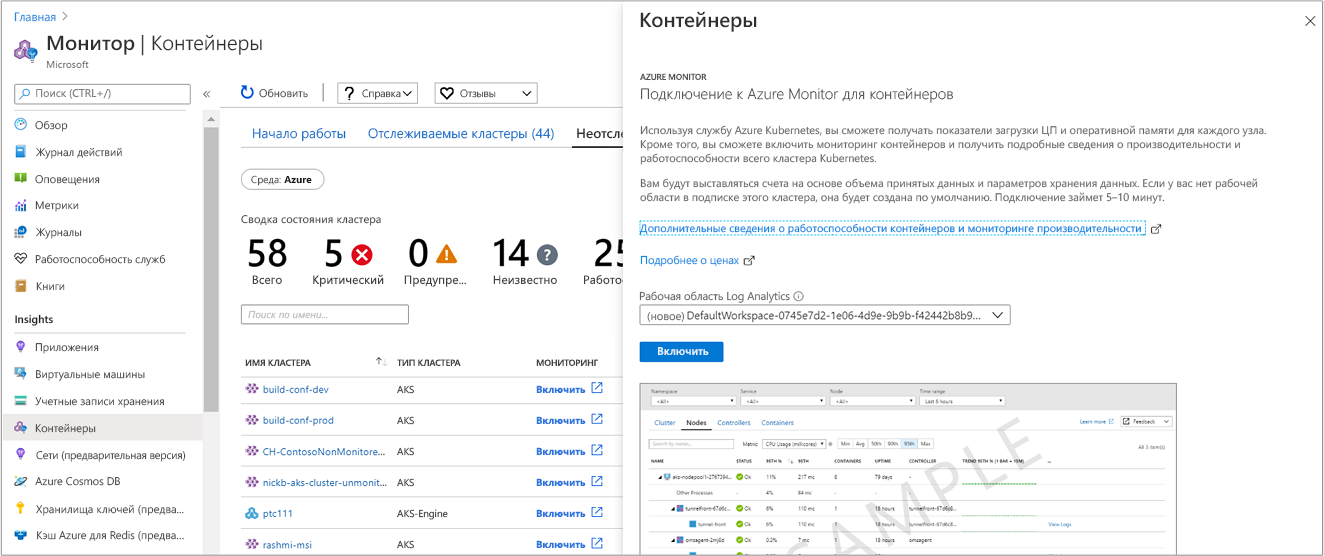 Главная
Монитор | Контейнеры
Microsoft
Поиск (CTRL+/)
Обзор
Журнал действий
Оповещения
Метрики
Журналы
Работоспособность служб
Книги
Insights
Приложения
Виртуальные машины
Учетные записи хранения
Контейнеры
Сети (предварительная версия)
Azure Cosmos DB
Хранилища ключей (предва...
Кэш Azure для Redis (предва...
Обновить
Справка
Отзывы
Начало работы
Отслеживаемые кластеры (44)
Неотсле
Среда: Azure
Сводка состояния кластера
58 5 0 14 25
Всего Критический Предупре... Неизвестно Работо
Поиск по имени...
ИМЯ КЛАСТЕРА ТИП КЛАСТЕРА МОНИТОРИНГ
build-conf-dev AKS Включить
build-conf-prod AKS Включить
CH-ContosoNonMonitore... AKS Включить
nickb-aks-cluster-unmonit... AKS Включить
ptc111 AKS-Engine Включить
rashmi-msi AKS Включить
Контейнеры
AZURE MONITOR
Подключение к Azure Monitor для контейнеров
Используя службу Azure Kubernetes, вы сможете получать показатели загрузки ЦП и оперативной памяти для каждого узла.
Кроме того, вы сможете включить мониторинг контейнеров и получить подробные сведения о производительности и
работоспособности всего кластера Kubernetes.
Вам будут выставляться счета на основе объема принятых данных и параметров хранения данных. Если у вас нет рабочей
области в подписке этого кластера, она будет создана по умолчанию. Подключение займет 5–10 минут.
Дополнительные сведения о работоспособности контейнеров и мониторинге производительности
Подробнее о ценах
Рабочая область Log Analytics
(новое) DefaultWorkspace-0745e7d2-1e06-4d9e-9b9b-f42442b8b9...
Включить
Namespace Service Node Time range
<All> <All> <All> Last 6 hours
Cluster Nodes Controllers Containers Learn more Feedback
Search by name... Metric: CPU Usage (millicores) Min Avg 50th 90th 95th Max All 3 item(s)
NAME STATUS 95TH % 95TH CONTAINERS UPTIME CONTROLLER TREND 95TH % (1 BAR = 15M)
aks-nodepool1-2767394... Ok 11% 217 mc 8 79 days -
Other Processes - 4% 84 mc - - -
tunnelfront-67d6c... Ok 6% 110 mc 1 18 hours tunnelfront-67d6c8...
tunnel-front Ok 6% 110 mc 1 18 hours View Logs
omsagent-2mj8d Ok 0.3% 7 mc 1 18 hours omsagent
SAMPLE